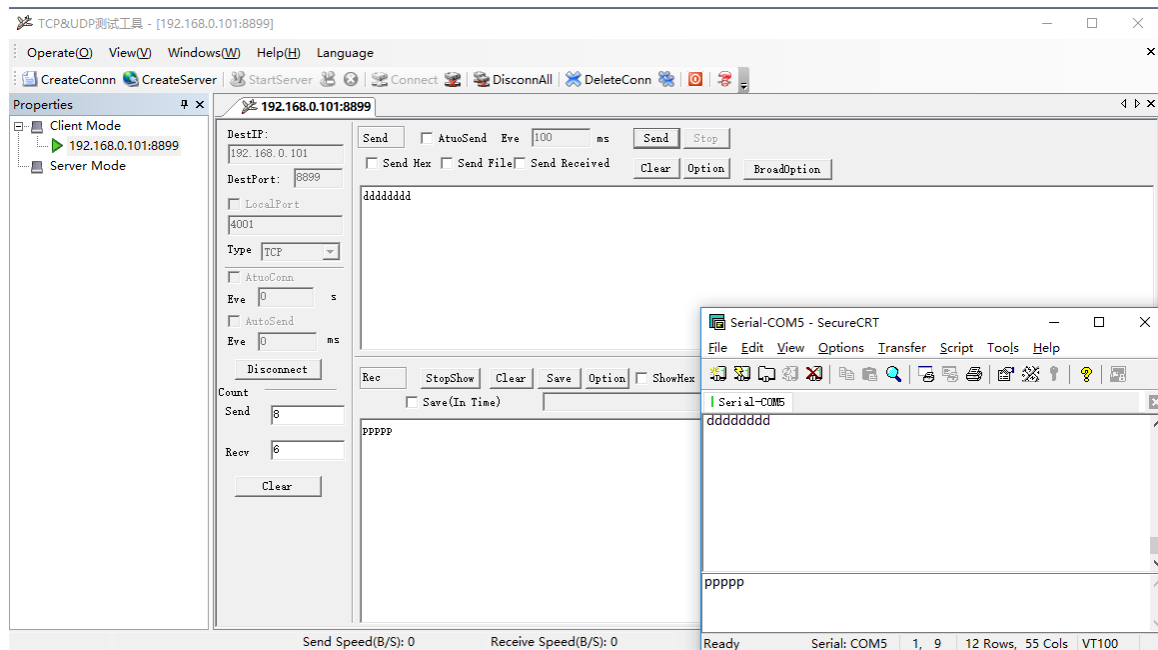 TCP&UDP测试工具 - [192.168.0.101:8899]
Operate(O) View(V) Windows(W) Help(H) Language
CreateConnn CreateServer StartServer Connect DisconnAll DeleteConn
Properties
Client Mode
192.168.0.101:8899
Server Mode
192.168.0.101:8899
DestIP:
192.168.0.101
DestPort: 8899
LocalPort
4001
Type TCP
AtuoConn
Eve 0 s
AutoSend
Eve 0 ms
Disconnect
Count
Send 8
Recv 6
Clear
Send AtuoSend Eve 100 ms Send Stop
Send Hex Send File Send Received Clear Option BroadOption
dddddddd
Rec StopShow Clear Save Option ShowHex
Save(In Time)
ppppp
Send Speed(B/S): 0 Receive Speed(B/S): 0
Serial-COM5 - SecureCRT
File Edit View Options Transfer Script Tools Help
Serial-COM5
dddddddd
ppppp
Ready Serial: COM5 1, 9 12 Rows, 55 Cols VT100